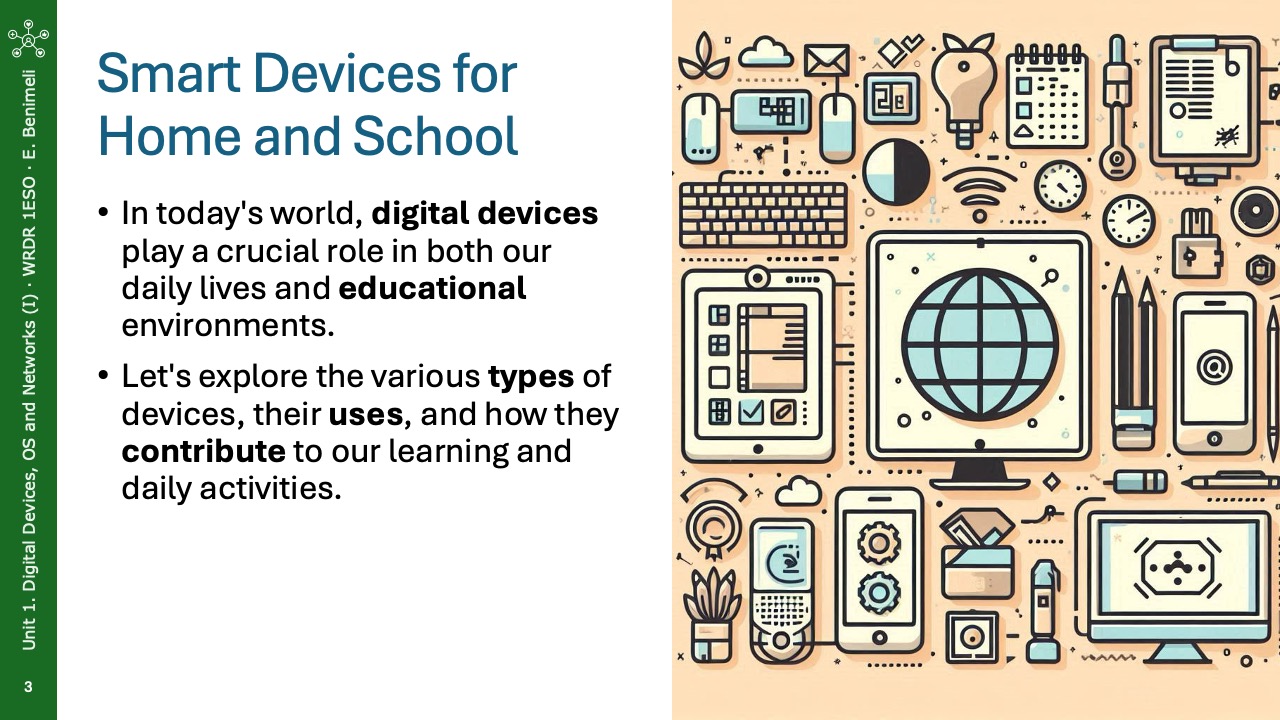 Smart Devices for
Home and School
• In today's world, digital devices
play a crucial role in both our
daily lives and educational
environments.
• Let's explore the various types of
devices, their uses, and how they
contribute to our learning and
daily activities.
Unit 1. Digital Devices, OS and Networks (I) · WRDR 1ESO · E. Benimeli
3
@